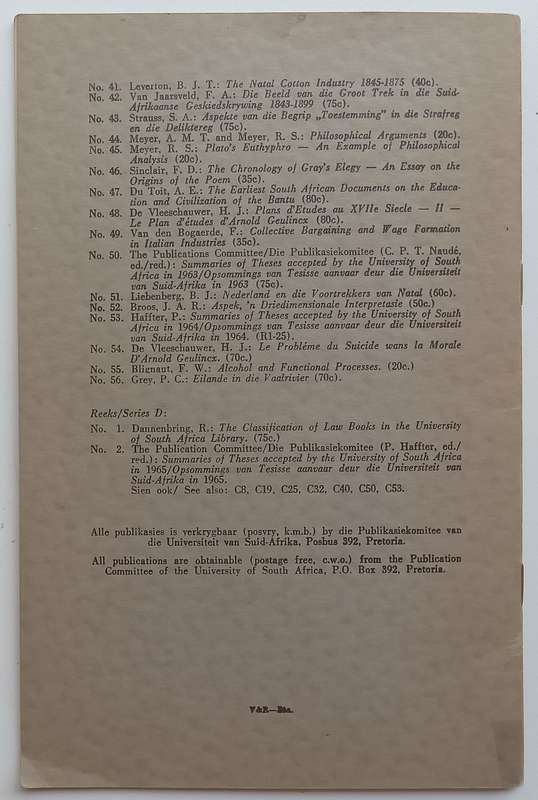 No. 41. Leverton, B. J. T.: The Natal Cotton Industry 1845-1875 (40c).
No. 42. Van Jaarsveld, F. A.: Die Beeld van die Groot Trek in die Suid-
Afrikaanse Geskiedskrywing 1843-1899 (75c).
No. 43. Strauss, S. A.: Aspekte van die Begrip „Toestemming" in die Strafreg
en die Deliktereg (75c).
No. 44. Meyer, A. M. T. and Meyer, R. S.: Philosophical Arguments (20c).
No. 45. Meyer, R. S.: Plato's Euthyphro — An Example of Philosophical
Analysis (20c).
No. 46. Sinclair, F. D.: The Chronology of Gray's Elegy — An Essay on the
Origins of the Poem (35c).
No. 47. Du Toit, A. E.: The Earliest South African Documents on the Educa-
tion and Civilization of the Bantu (80c).
No. 48. De Vleeschauwer, H. J.: Plans d'Etudes au XVIIe Siecle — II —
Le Plan d'études d'Arnold Geulincx (80c).
No. 49. Van den Bogaerde, F.: Collective Bargaining and Wage Formation
in Italian Industries (35c).
No. 50. The Publications Committee/Die Publikasiekomitee (C. P. T. Naudé,
ed./red.): Summaries of Theses accepted by the University of South
Africa in 1963/Opsommings van Tesisse aanvaar deur die Universiteit
van Suid-Afrika in 1963 (75c).
No. 51. Liebenberg, B. J.: Nederland en die Voortrekkers van Natal (60c).
No. 52. Broos, J. A. R.: Aspek, 'n Driedimensionale Interpretasie (50c.)
No. 53. Haffter, P.: Summaries of Theses accepted by the University of South
Africa in 1964/Opsommings van Tesisse aanvaar deur die Universiteit
van Suid-Afrika in 1964. (R1-25).
No. 54. De Vleeschauwer, H. J.: Le Probléme du Suicide wans la Morale
D'Arnold Geulincx. (70c.)
No. 55. Blignaut, F. W.: Alcohol and Functional Processes. (20c.)
No. 56. Grey, P. C.: Eilande in die Vaalrivier (70c).
Reeks/Series D:
No. 1. Dannenbring, R.: The Classification of Law Books in the University
of South Africa Library. (75c.)
No. 2. The Publication Committee/Die Publikasiekomitee (P. Haffter, ed./
red.): Summaries of Theses accepted by the University of South Africa
in 1965/Opsommings van Tesisse aanvaar deur die Universiteit van
Suid-Afrika in 1965.
Sien ook/ See also: C8, C19, C25, C32, C40, C50, C53.
Alle publikasies is verkrygbaar (posvry, k.m.b.) by die Publikasiekomitee van
die Universiteit van Suid-Afrika, Posbus 392, Pretoria.
All publications are obtainable (postage free, c.w.o.) from the Publication
Committee of the University of South Africa, P.O. Box 392, Pretoria.
V&R—